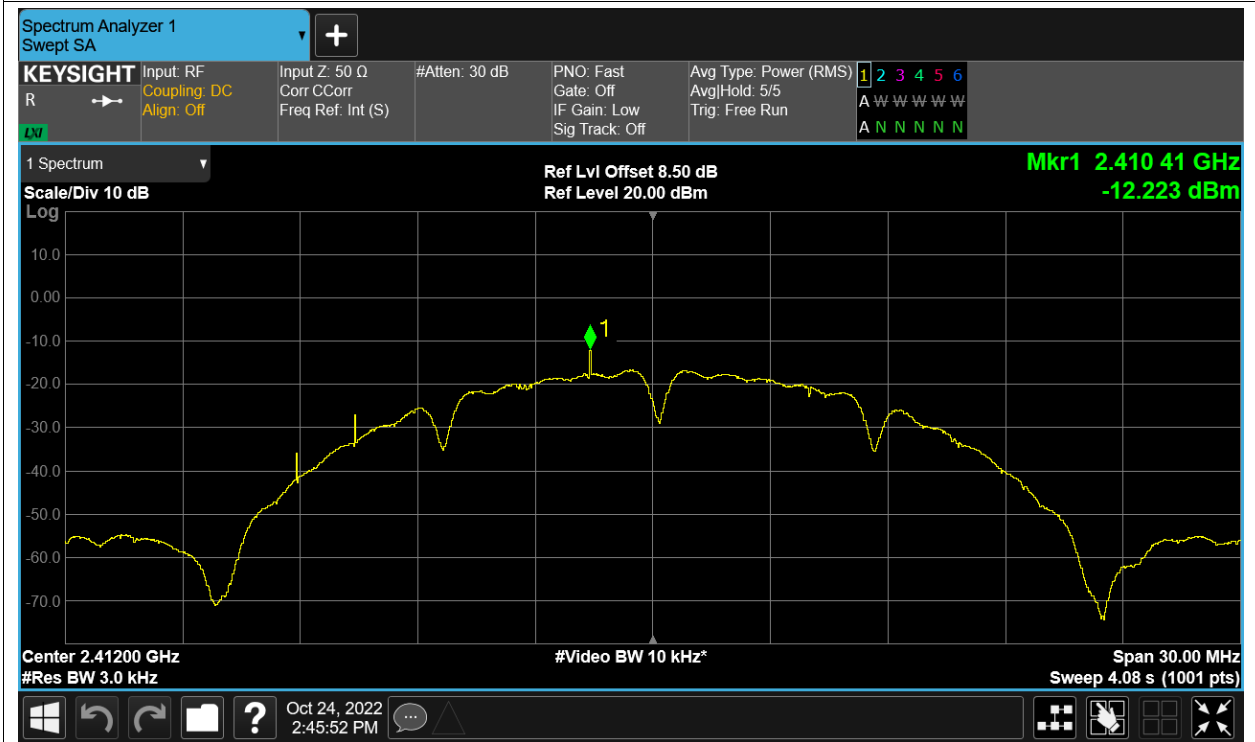 Spectrum Analyzer 1
Swept SA
KEYSIGHT
R
LXI
Input: RF
Coupling: DC
Align: Off
Input Z: 50 Ω
Corr CCorr
Freq Ref: Int (S)
#Atten: 30 dB
PNO: Fast
Gate: Off
IF Gain: Low
Sig Track: Off
Avg Type: Power (RMS)
Avg|Hold: 5/5
Trig: Free Run
1 2 3 4 5 6
A W W W W W
A N N N N N
1 Spectrum
Scale/Div 10 dB
Log
Ref Lvl Offset 8.50 dB
Ref Level 20.00 dBm
Mkr1 2.410 41 GHz
-12.223 dBm
10.0
0.00
-10.0
-20.0
-30.0
-40.0
-50.0
-60.0
-70.0
1
Center 2.41200 GHz
#Res BW 3.0 kHz
#Video BW 10 kHz*
Span 30.00 MHz
Sweep 4.08 s (1001 pts)
?
Oct 24, 2022
2:45:52 PM